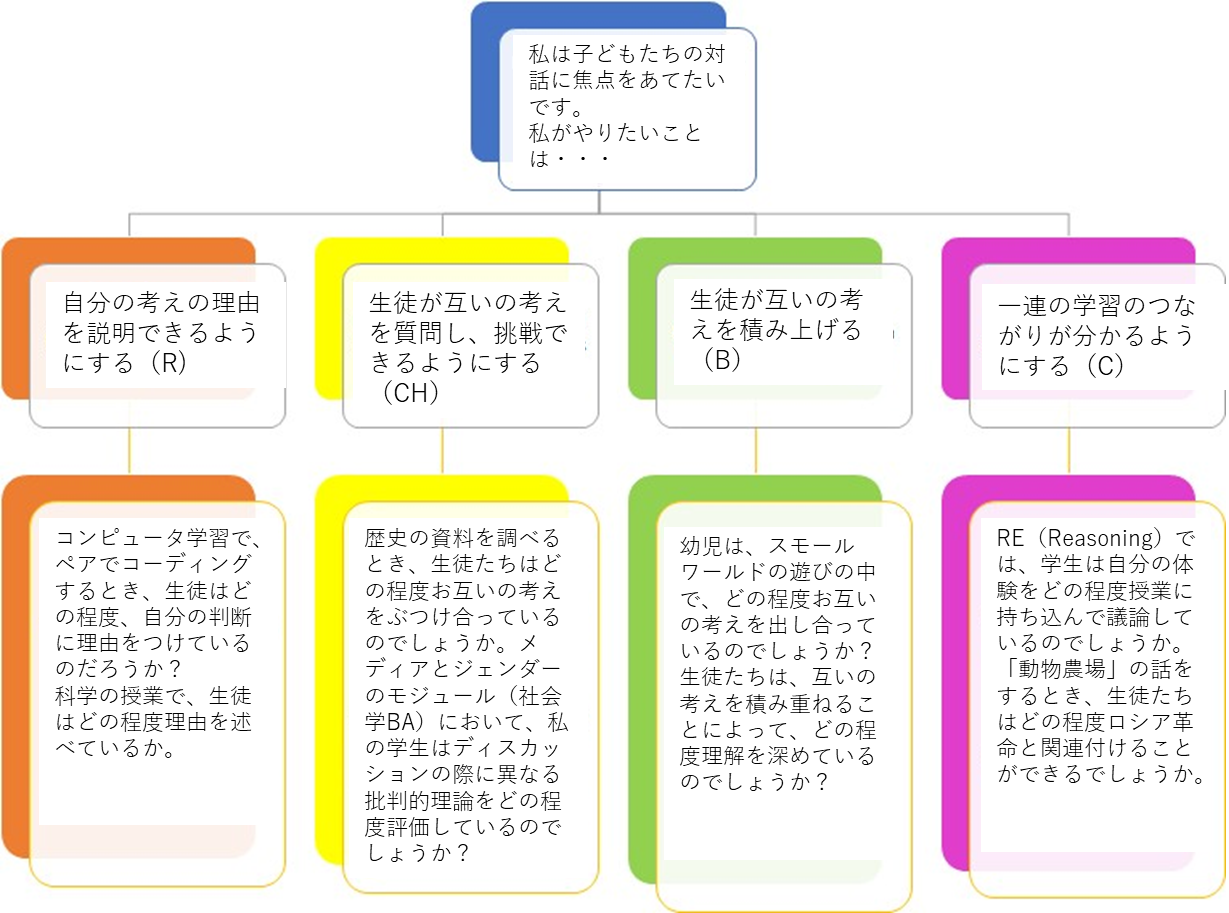 私は子どもたちの対
話に焦点をあてたい
です。
私がやりたいこと
は・・・
自分の考えの理由
を説明できるよう
にする（R）
生徒が互いの考え
を質問し、挑戦で
きるようにする
（CH）
生徒が互いの考
えを積み上げる
（B）
一連の学習のつな
がりが分かるよう
にする（C）
コンピュータ学習で、
ペアでコーディング
するとき、生徒はど
の程度、自分の判断
に理由をつけている
のだろうか？
科学の授業で、生徒
はどの程度理由を述
べているか。
歴史の資料を調べる
とき、生徒たちはど
の程度お互いの考え
をぶつけ合っている
のでしょうか。メ
ディアとジェンダー
のモジュール（社会
学BA）において、私
の学生はディスカッ
ションの際に異なる
批判的理論をどの程
度評価しているので
しょうか？
幼児は、スモール
ワールドの遊びの中
で、どの程度お互い
の考えを出し合って
いるのでしょうか？
生徒たちは、互いの
考えを積み重ねるこ
とによって、どの程
度理解を深めている
のでしょうか？
RE（Reasoning）で
は、学生は自分の体
験をどの程度授業に
持ち込んで議論して
いるのでしょうか。
「動物農場」の話を
するとき、生徒たち
はどの程度ロシア革
命と関連付けること
ができるでしょうか。